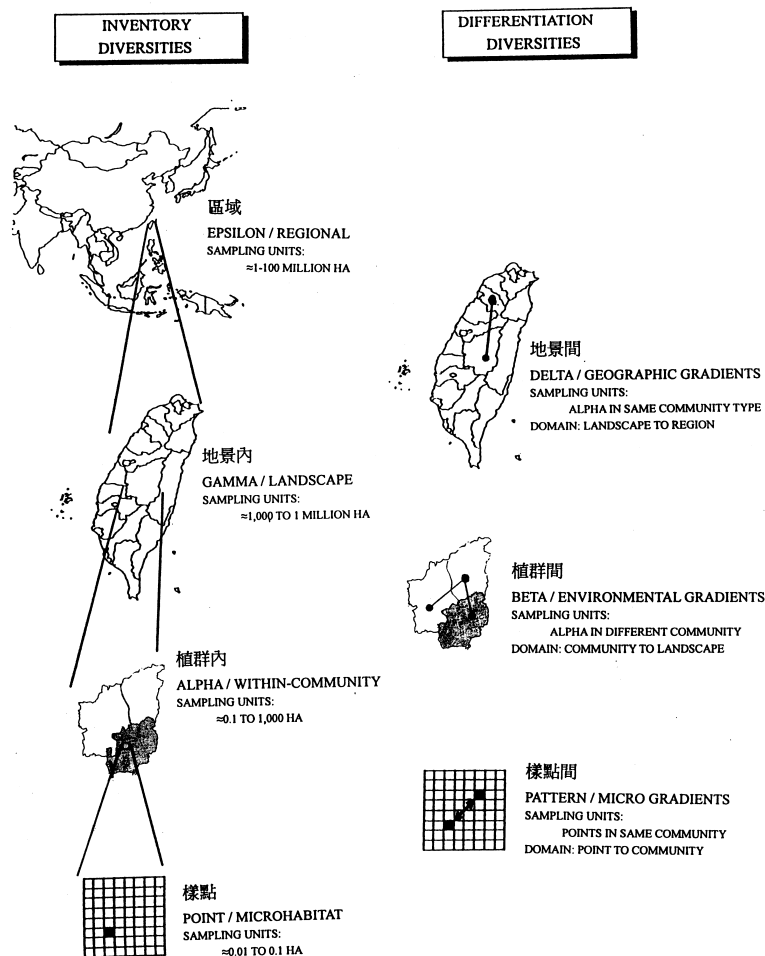 INVENTORY
DIVERSITIES
區域
EPSILON / REGIONAL
SAMPLING UNITS:
≈1-100 MILLION HA
地景內
GAMMA / LANDSCAPE
SAMPLING UNITS:
≈1,000 TO 1 MILLION HA
植群內
ALPHA / WITHIN-COMMUNITY
SAMPLING UNITS:
≈0.1 TO 1,000 HA
樣點
POINT / MICROHABITAT
SAMPLING UNITS:
≈0.01 TO 0.1 HA
DIFFERENTIATION
DIVERSITIES
地景間
DELTA / GEOGRAPHIC GRADIENTS
SAMPLING UNITS:
ALPHA IN SAME COMMUNITY TYPE
DOMAIN: LANDSCAPE TO REGION
植群間
BETA / ENVIRONMENTAL GRADIENTS
SAMPLING UNITS:
ALPHA IN DIFFERENT COMMUNITY
DOMAIN: COMMUNITY TO LANDSCAPE
樣點間
PATTERN / MICRO GRADIENTS
SAMPLING UNITS:
POINTS IN SAME COMMUNITY
DOMAIN: POINT TO COMMUNITY